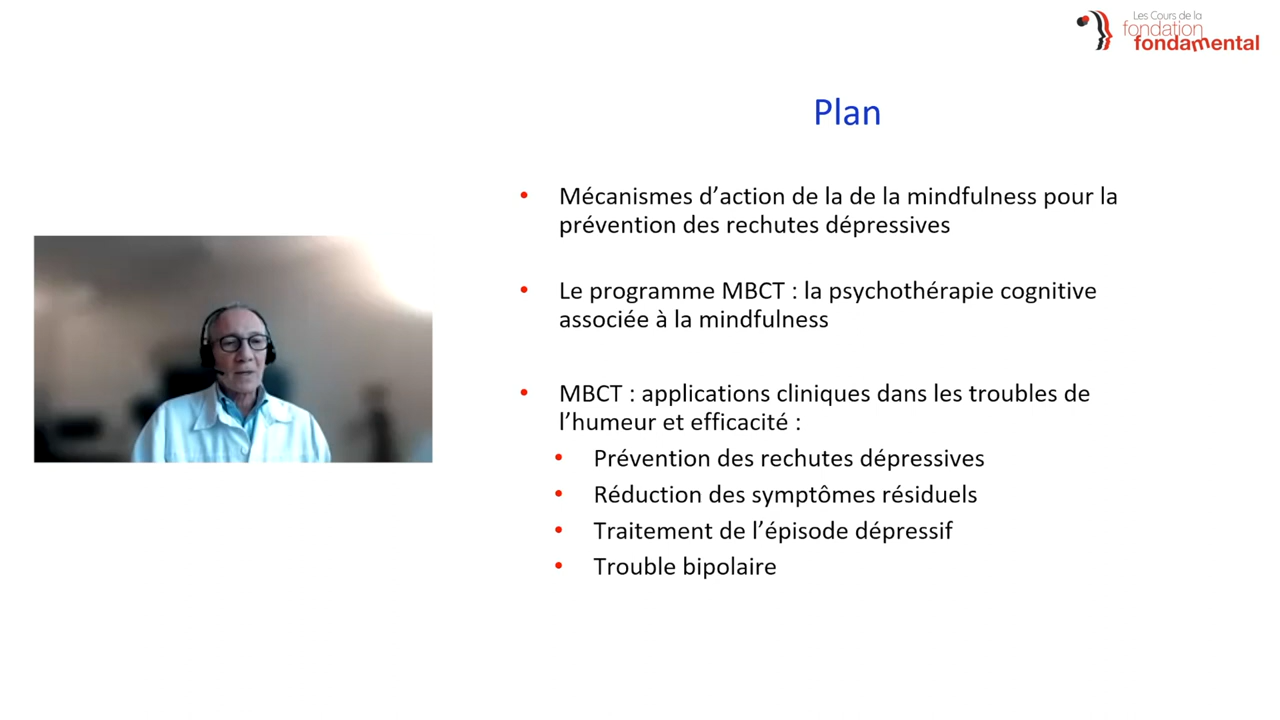 Les Cours de la
fondation
fondamental
Plan
• Mécanismes d’action de la de la mindfulness pour la
prévention des rechutes dépressives
• Le programme MBCT : la psychothérapie cognitive
associée à la mindfulness
• MBCT : applications cliniques dans les troubles de
l’humeur et efficacité :
• Prévention des rechutes dépressives
• Réduction des symptômes résiduels
• Traitement de l’épisode dépressif
• Trouble bipolaire